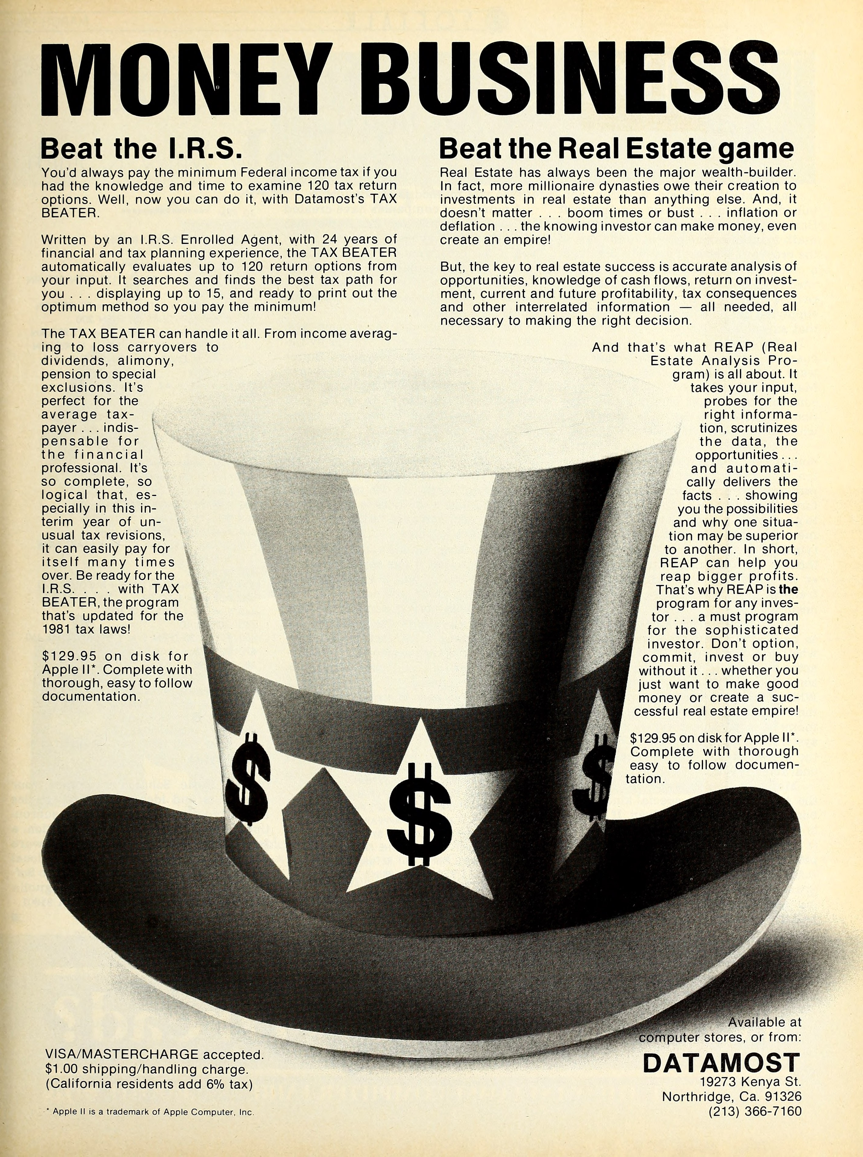 MONEY BUSINESS
Beat the I.R.S.
You'd always pay the minimum Federal income tax if you
had the knowledge and time to examine 120 tax return
options. Well, now you can do it, with Datamost's TAX
BEATER.
Written by an I.R.S. Enrolled Agent, with 24 years of
financial and tax planning experience, the TAX BEATER
automatically evaluates up to 120 return options from
your input. It searches and finds the best tax path for
you . . . displaying up to 15, and ready to print out the
optimum method so you pay the minimum!
The TAX BEATER can handle it all. From income averag-
ing to loss carryovers to
dividends, alimony,
pension to special
exclusions. It's
perfect for the
average tax-
payer . . . indis-
pensable for
the financial
professional. It's
so complete, so
logical that, es-
pecially in this in-
terim year of un-
usual tax revisions,
it can easily pay for
itself many times
over. Be ready for the
I.R.S. . . . with TAX
BEATER, the program
that's updated for the
1981 tax laws!
$129.95 on disk for
Apple II*. Complete with
thorough, easy to follow
documentation.
Beat the Real Estate game
Real Estate has always been the major wealth-builder.
In fact, more millionaire dynasties owe their creation to
investments in real estate than anything else. And, it
doesn't matter . . . boom times or bust . . . inflation or
deflation . . . the knowing investor can make money, even
create an empire!
But, the key to real estate success is accurate analysis of
opportunities, knowledge of cash flows, return on invest-
ment, current and future profitability, tax consequences
and other interrelated information — all needed, all
necessary to making the right decision.
And that's what REAP (Real
Estate Analysis Pro-
gram) is all about. It
takes your input,
probes for the
right informa-
tion, scrutinizes
the data, the
opportunities . . .
and automati-
cally delivers the
facts . . . showing
you the possibilities
and why one situa-
tion may be superior
to another. In short,
REAP can help you
reap bigger profits.
That's why REAP is the
program for any inves-
tor . . . a must program
for the sophisticated
investor. Don't option,
commit, invest or buy
without it . . . whether you
just want to make good
money or create a suc-
cessful real estate empire!
$129.95 on disk for Apple II*.
Complete with thorough
easy to follow documen-
tation.
$ $ $
VISA/MASTERCHARGE accepted.
$1.00 shipping/handling charge.
(California residents add 6% tax)
* Apple II is a trademark of Apple Computer, Inc.
Available at
computer stores, or from:
DATAMOST
19273 Kenya St.
Northridge, Ca. 91326
(213) 366-7160